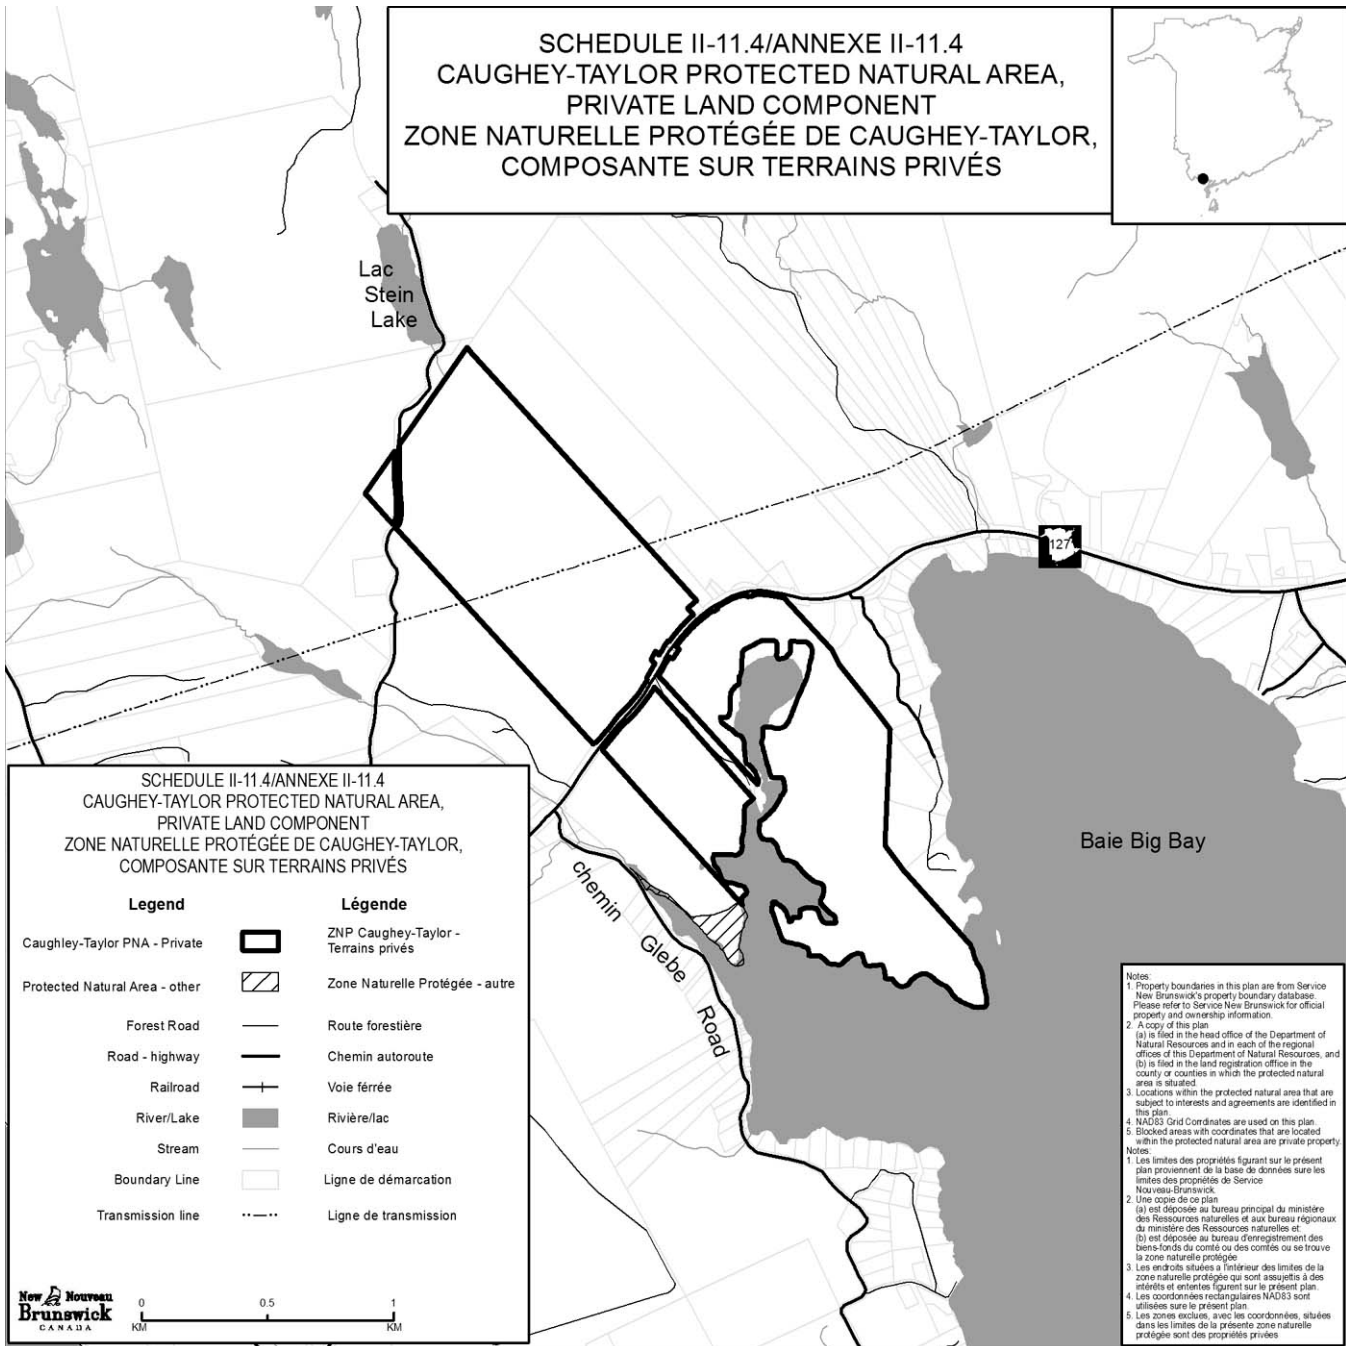 SCHEDULE II-11.4/ANNEXE II-11.4
CAUGHEY-TAYLOR PROTECTED NATURAL AREA,
PRIVATE LAND COMPONENT
ZONE NATURELLE PROTÉGÉE DE CAUGHEY-TAYLOR,
COMPOSANTE SUR TERRAINS PRIVÉS
Lac
Stein
Lake
127
Baie Big Bay
chemin
Glebe
Road
SCHEDULE II-11.4/ANNEXE II-11.4
CAUGHEY-TAYLOR PROTECTED NATURAL AREA,
PRIVATE LAND COMPONENT
ZONE NATURELLE PROTÉGÉE DE CAUGHEY-TAYLOR,
COMPOSANTE SUR TERRAINS PRIVÉS
Legend Légende
Caughley-Taylor PNA - Private ZNP Caughey-Taylor -
Terrains privés
Protected Natural Area - other Zone Naturelle Protégée - autre
Forest Road Route forestière
Road - highway Chemin autoroute
Railroad Voie férrée
River/Lake Rivière/lac
Stream Cours d'eau
Boundary Line Ligne de démarcation
Transmission line Ligne de transmission
New Nouveau
Brunswick
CANADA
0 0.5 1
KM KM
Notes:
1. Property boundaries in this plan are from Service
New Brunswick's property boundary database.
Please refer to Service New Brunswick for official
property and ownership information.
2. A copy of this plan
(a) is filed in the head office of the Department of
Natural Resources and in each of the regional
offices of this Department of Natural Resources, and
(b) is filed in the land registration office in the
county or counties in which the protected natural
area is situated.
3. Locations within the protected natural area that are
subject to interests and agreements are identified in
this plan.
4. NAD83 Grid Corrdinates are used on this plan.
5. Blocked areas with coordinates that are located
within the protected natural area are private property.
Notes:
1. Les limites des propriétés figurant sur le présent
plan proviennent de la base de données sure les
limites des propriétés de Service
Nouveau-Brunswick.
2. Une copie de ce plan
(a) est déposée au bureau principal du ministère
des Ressources naturelles et aux bureau régionaux
du ministère des Ressources naturelles et:
(b) est déposée au bureau d'enregistrement des
biens-fonds du comté ou des comtés ou se trouve
la zone naturelle protégée
3. Les endroits situées a l'intérieur des limites de la
zone naturelle protégée qui sont assujettis à des
intérêts et ententes figurent sur le présent plan.
4. Les coordonnées rectangulaires NAD83 sont
utilisées sure le présent plan.
5. Les zones exclues, avec les coordonnées, situées
dans les limites de la présente zone naturelle
protégée sont des propriétés privées